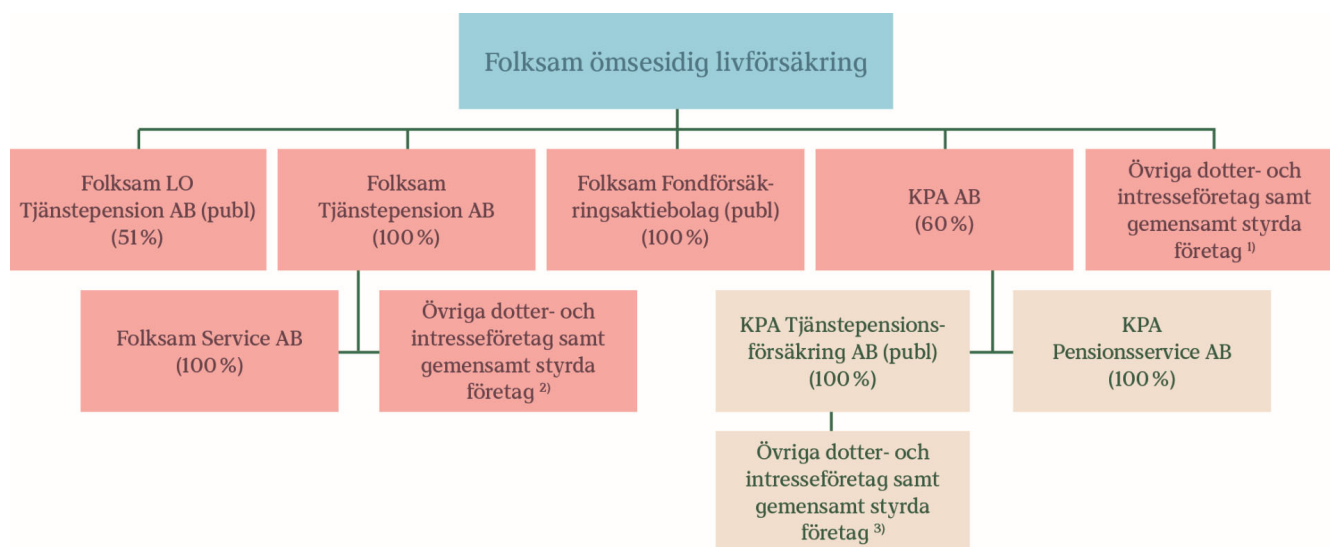 Folksam ömsesidig livförsäkring
Folksam LO
Tjänstepension AB (publ)
(51 %)
Folksam
Tjänstepension AB
(100 %)
Folksam Fondförsäk-
ringsaktiebolag (publ)
(100 %)
KPA AB
(60 %)
Övriga dotter- och
intresseföretag samt
gemensamt styrda
företag 1)
Folksam Service AB
(100 %)
Övriga dotter- och
intresseföretag samt
gemensamt styrda
företag 2)
KPA Tjänstepensions-
försäkring AB (publ)
(100 %)
KPA
Pensionsservice AB
(100 %)
Övriga dotter- och
intresseföretag samt
gemensamt styrda
företag 3)